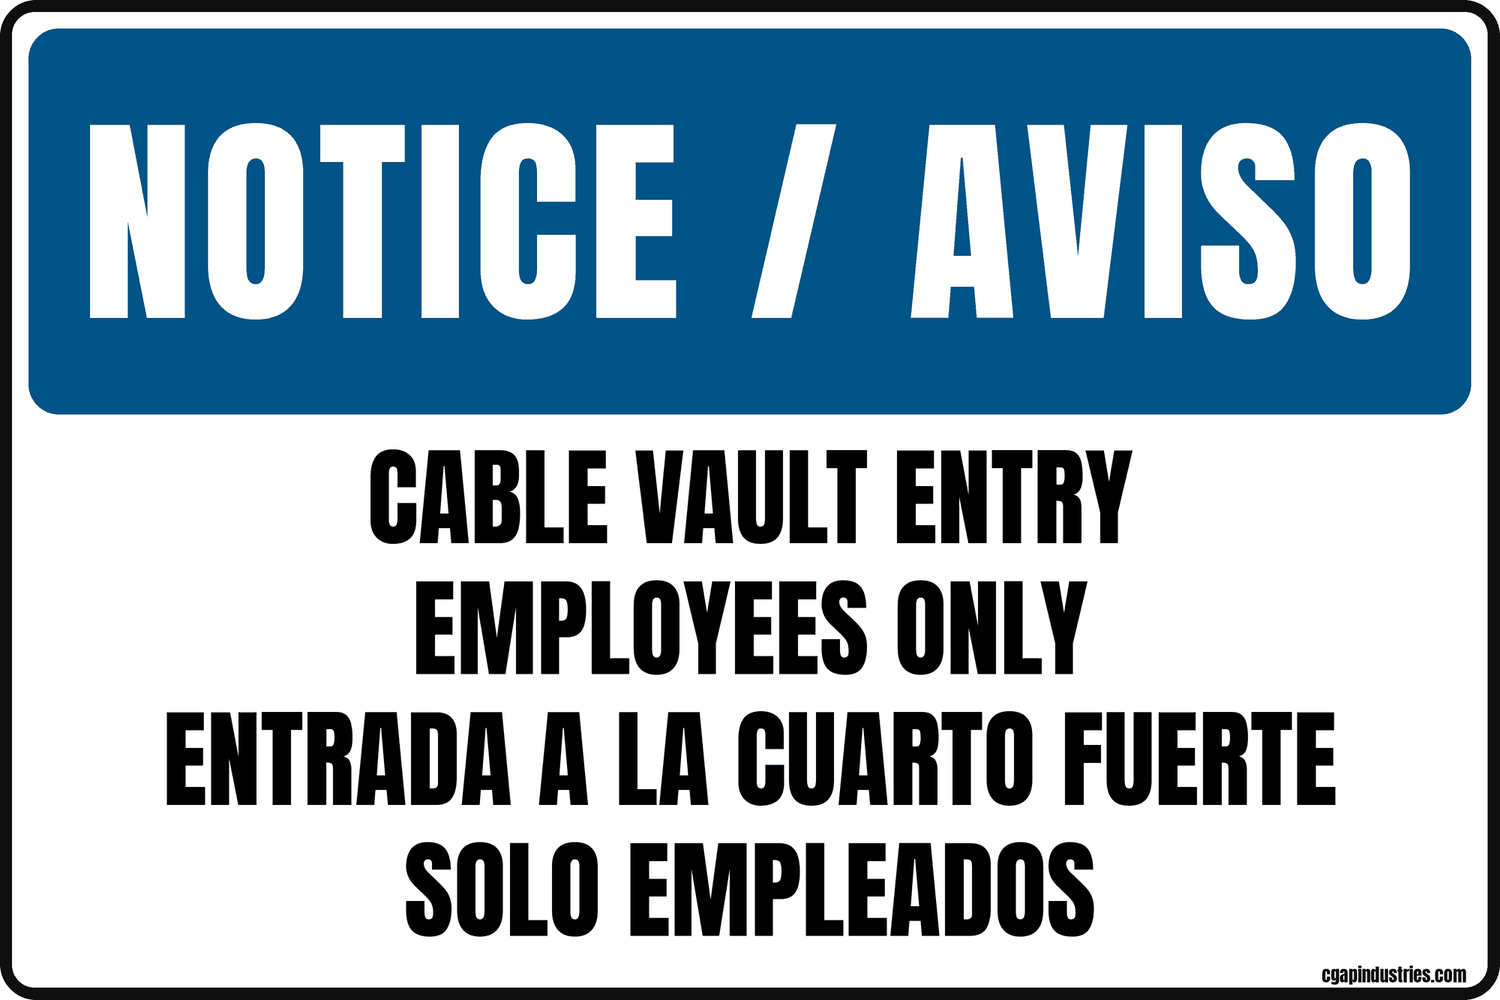 NOTICE / AVISO
CABLE VAULT ENTRY
EMPLOYEES ONLY
ENTRADA A LA CUARTO FUERTE
SOLO EMPLEADOS
cgapindustries.com